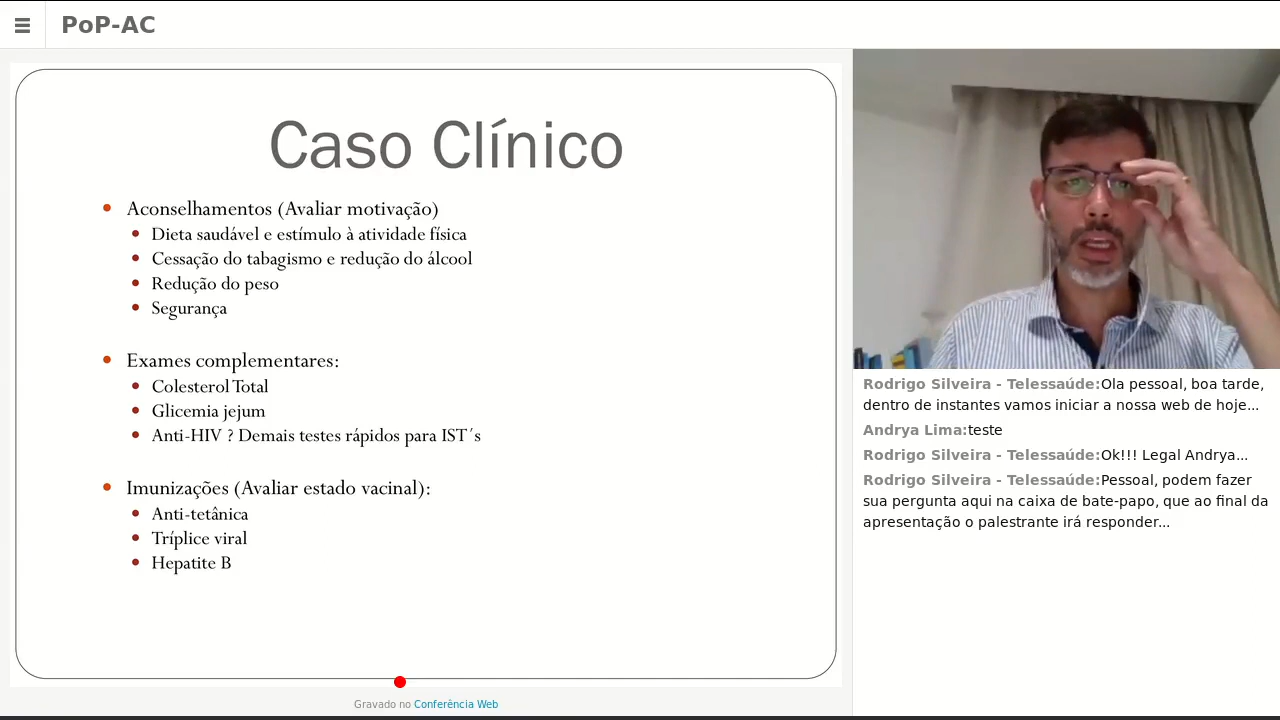 PoP-AC
Caso Clínico
Aconselhamentos (Avaliar motivação)
Dieta saudável e estímulo à atividade física
Cessação do tabagismo e redução do álcool
Redução do peso
Segurança
Exames complementares:
Colesterol Total
Glicemia jejum
Anti-HIV ? Demais testes rápidos para IST´s
Imunizações (Avaliar estado vacinal):
Anti-tetânica
Tríplice viral
Hepatite B
Gravado no Conferência Web
Rodrigo Silveira - Telessaúde:Ola pessoal, boa tarde,
dentro de instantes vamos iniciar a nossa web de hoje...
Andrya Lima:teste
Rodrigo Silveira - Telessaúde:Ok!!! Legal Andrya...
Rodrigo Silveira - Telessaúde:Pessoal, podem fazer
sua pergunta aqui na caixa de bate-papo, que ao final da
apresentação o palestrante irá responder...